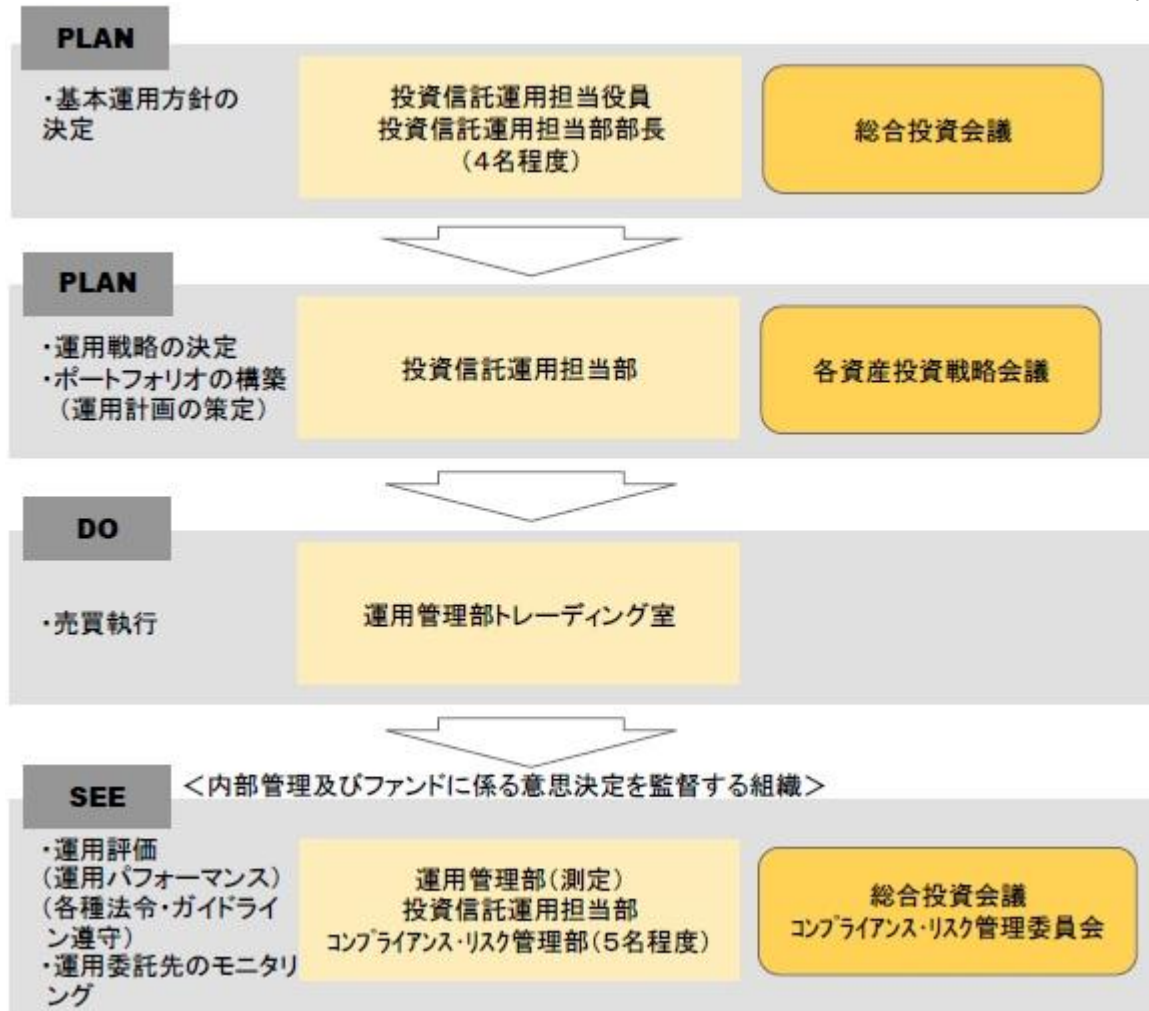 PLAN
・基本運用方針の
決定
投資信託運用担当役員
投資信託運用担当部部長
(4名程度)
総合投資会議
PLAN
・運用戦略の決定
・ポートフォリオの構築
(運用計画の策定)
投資信託運用担当部
各資産投資戦略会議
DO
・売買執行
運用管理部トレーディング室
SEE
＜内部管理及びファンドに係る意思決定を監督する組織＞
・運用評価
(運用パフォーマンス)
(各種法令・ガイドライ
ン遵守)
・運用委託先のモニタリ
ング
運用管理部(測定)
投資信託運用担当部
ｺﾝﾌﾟﾗｲｱﾝｽ・ﾘｽｸ管理部(5名程度)
総合投資会議
ｺﾝﾌﾟﾗｲｱﾝｽ・ﾘｽｸ管理委員会